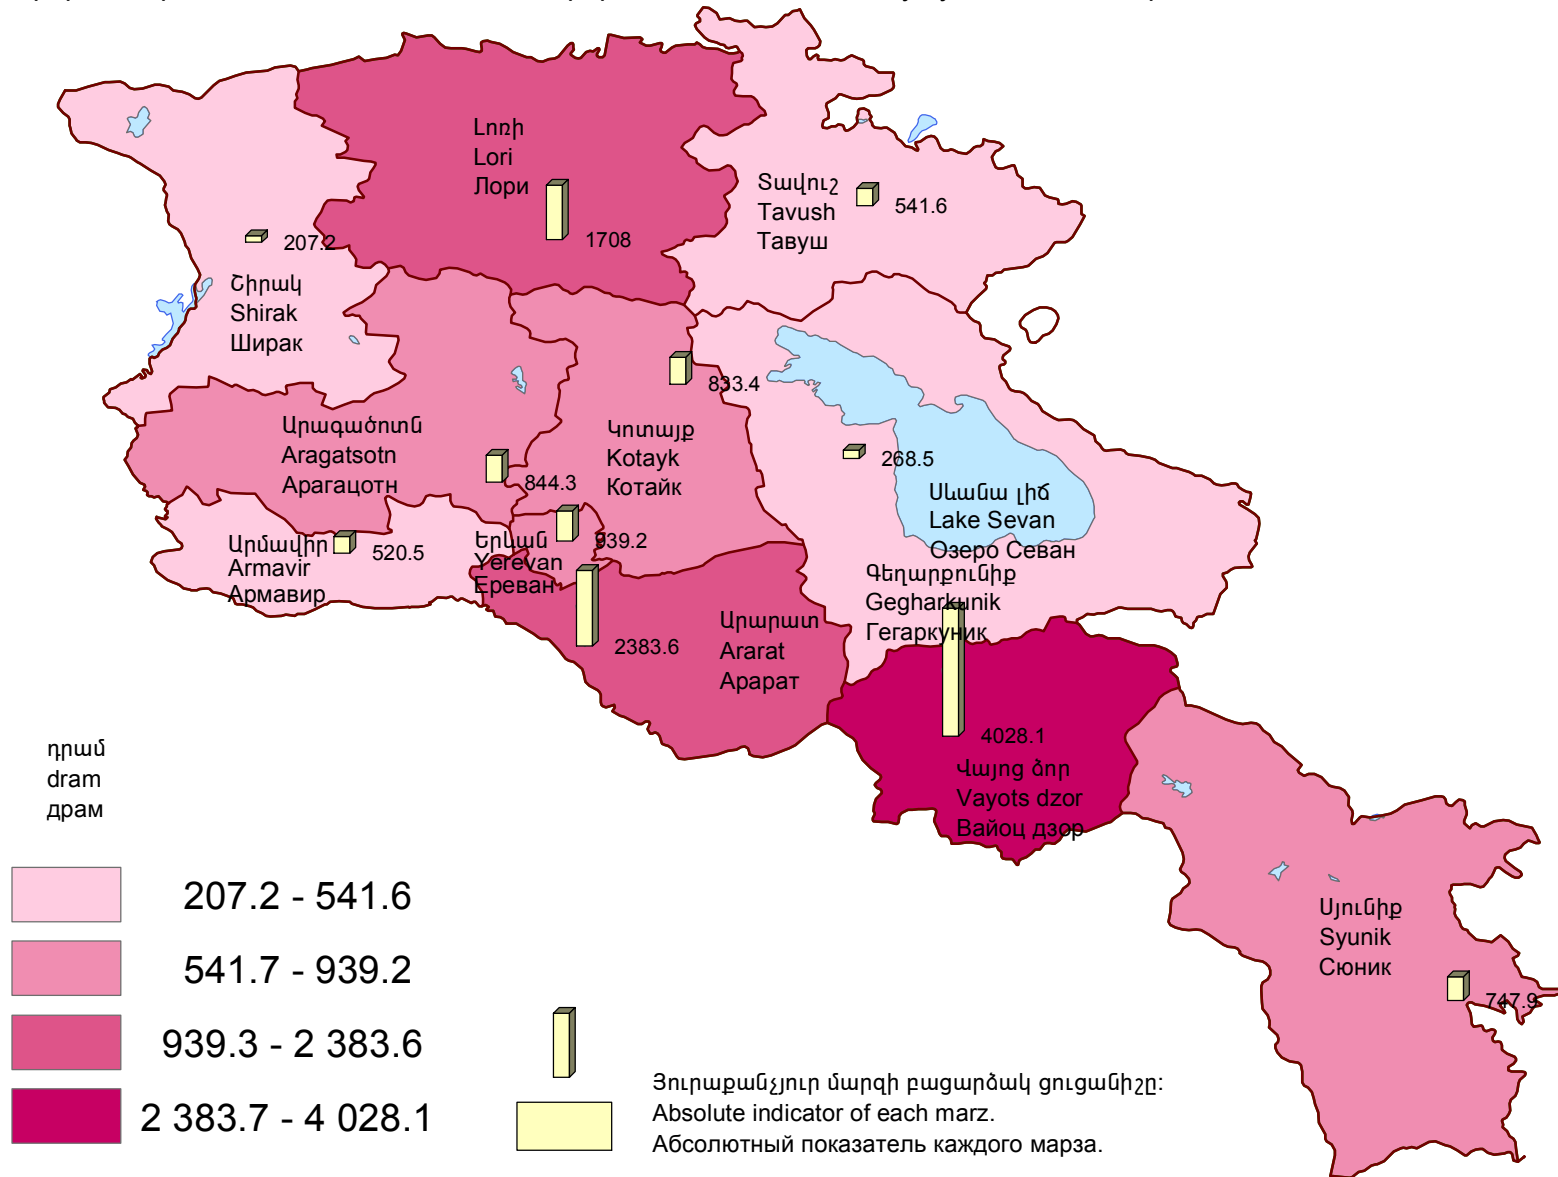 Լոռի
Lori
Лори
1708
Տավուշ
Tavush
Тавуш
541.6
207.2
Շիրակ
Shirak
Ширак
833.4
Արագածոտն
Aragatsotn
Арагацотн
844.3
Կոտայք
Kotayk
Котайк
268.5
Սևանա լիճ
Lake Sevan
Озеро Севан
Արմավիր
Armavir
Армавир
520.5
Երևան
Yerevan
Ереван
939.2
Գեղարքունիք
Gegharkunik
Гегаркуник
2383.6
Արարատ
Ararat
Арарат
4028.1
Վայոց ձոր
Vayots dzor
Вайоц дзор
Սյունիք
Syunik
Сюник
747.9
դրամ
dram
драм
207.2 - 541.6
541.7 - 939.2
939.3 - 2 383.6
2 383.7 - 4 028.1
Յուրաքանչյուր մարզի բացարձակ ցուցանիշը:
Absolute indicator of each marz.
Абсолютный показатель каждого марза.